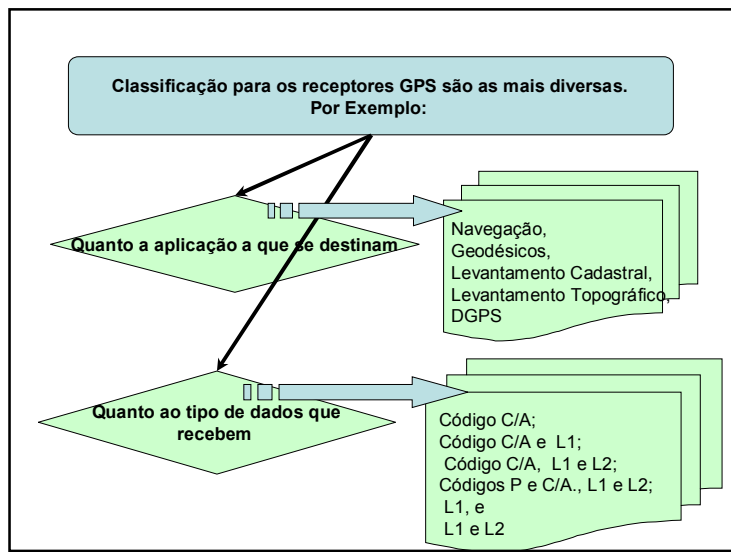 Classificação para os receptores GPS são as mais diversas.
Por Exemplo:
Quanto a aplicação a que se destinam
Navegação,
Geodésicos,
Levantamento Cadastral,
Levantamento Topográfico,
DGPS
Quanto ao tipo de dados que
recebem
Código C/A;
Código C/A e L1;
Código C/A, L1 e L2;
Códigos P e C/A., L1 e L2;
L1, e
L1 e L2